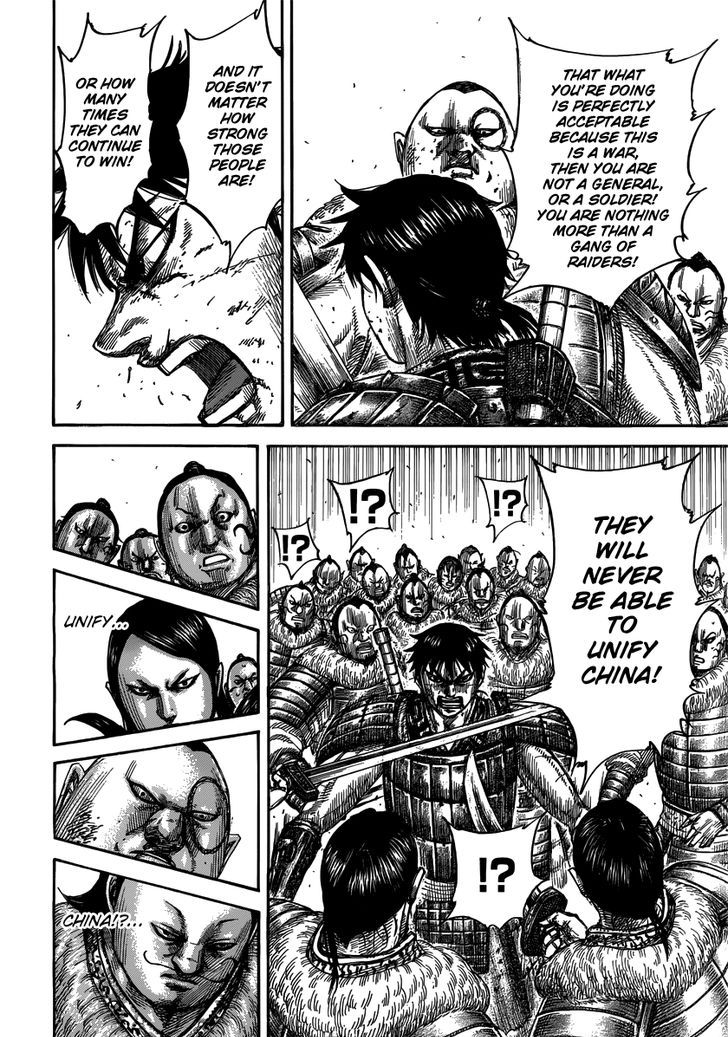 THAT WHAT
YOU'RE DOING
IS PERFECTLY
ACCEPTABLE
BECAUSE THIS
IS A WAR,
THEN YOU ARE
NOT A GENERAL,
OR A SOLDIER!
YOU ARE NOTHING
MORE THAN A
GANG OF
RAIDERS!
AND IT
DOESN'T
MATTER
HOW
STRONG
THOSE
PEOPLE
ARE!
OR HOW
MANY
TIMES
THEY CAN
CONTINUE
TO WIN!
THEY
WILL
NEVER
BE ABLE
TO
UNIFY
CHINA!
!?
!?
!?
!?
UNIFY...
CHINA!?...